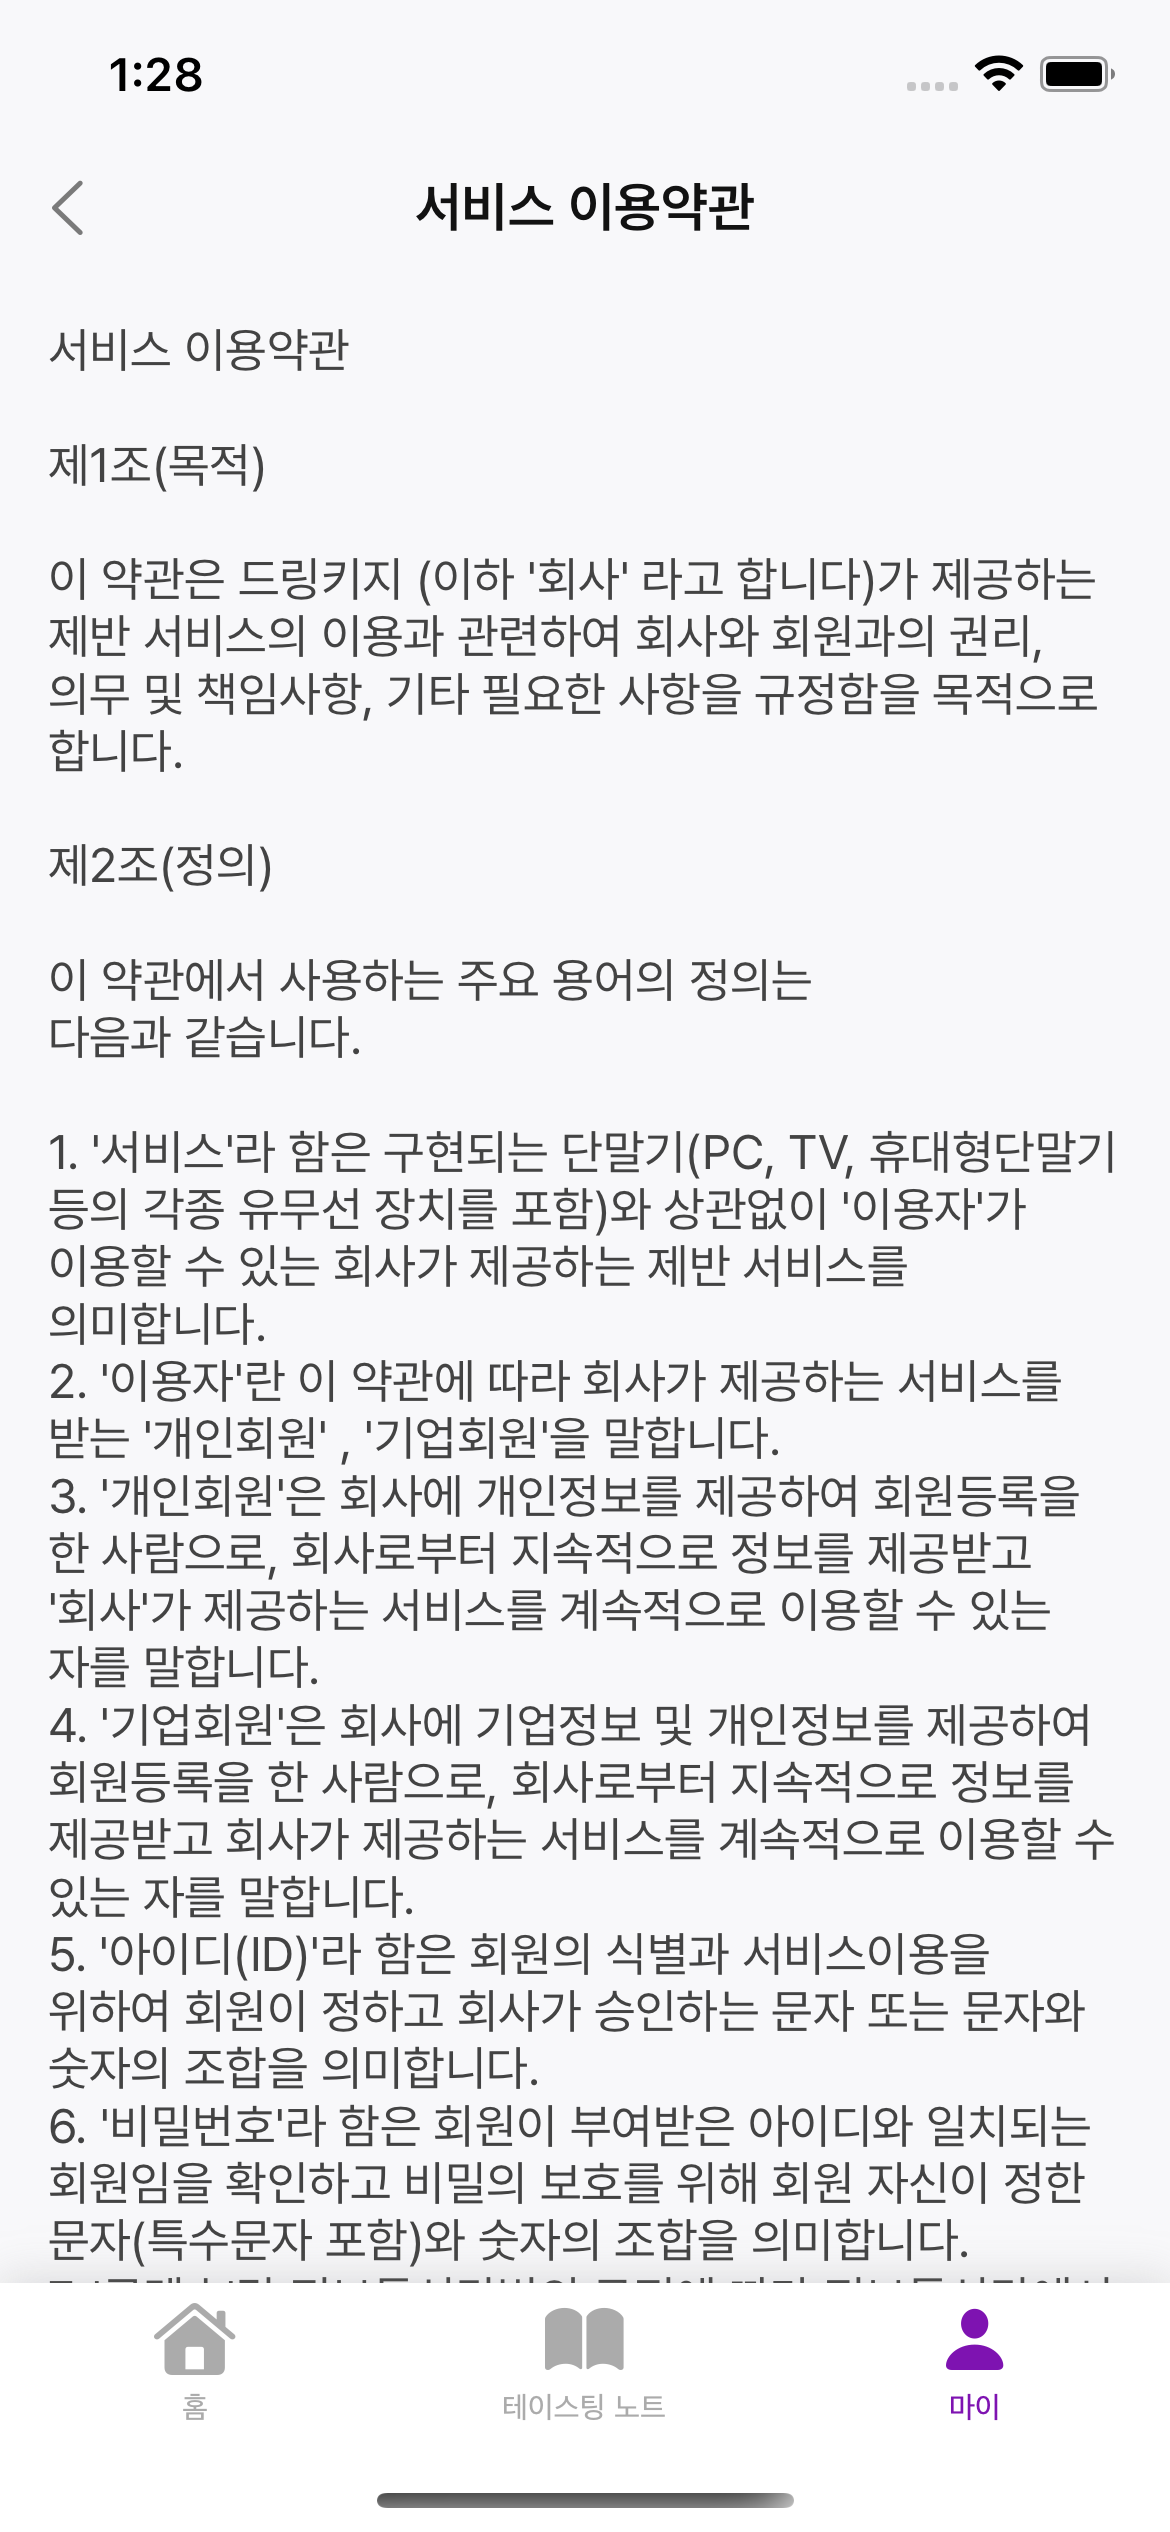 1:28
서비스 이용약관
서비스 이용약관
제1조(목적)
이 약관은 드링키지 (이하 '회사' 라고 합니다)가 제공하는
제반 서비스의 이용과 관련하여 회사와 회원과의 권리,
의무 및 책임사항, 기타 필요한 사항을 규정함을 목적으로
합니다.
제2조(정의)
이 약관에서 사용하는 주요 용어의 정의는
다음과 같습니다.
1. '서비스'라 함은 구현되는 단말기(PC, TV, 휴대형단말기
등의 각종 유무선 장치를 포함)와 상관없이 '이용자'가
이용할 수 있는 회사가 제공하는 제반 서비스를
의미합니다.
2. '이용자'란 이 약관에 따라 회사가 제공하는 서비스를
받는 '개인회원' , '기업회원'을 말합니다.
3. '개인회원'은 회사에 개인정보를 제공하여 회원등록을
한 사람으로, 회사로부터 지속적으로 정보를 제공받고
'회사'가 제공하는 서비스를 계속적으로 이용할 수 있는
자를 말합니다.
4. '기업회원'은 회사에 기업정보 및 개인정보를 제공하여
회원등록을 한 사람으로, 회사로부터 지속적으로 정보를
제공받고 회사가 제공하는 서비스를 계속적으로 이용할 수
있는 자를 말합니다.
5. '아이디(ID)'라 함은 회원의 식별과 서비스이용을
위하여 회원이 정하고 회사가 승인하는 문자 또는 문자와
숫자의 조합을 의미합니다.
6. '비밀번호'라 함은 회원이 부여받은 아이디와 일치되는
회원임을 확인하고 비밀의 보호를 위해 회원 자신이 정한
문자(특수문자 포함)와 숫자의 조합을 의미합니다.
홈
테이스팅 노트
마이